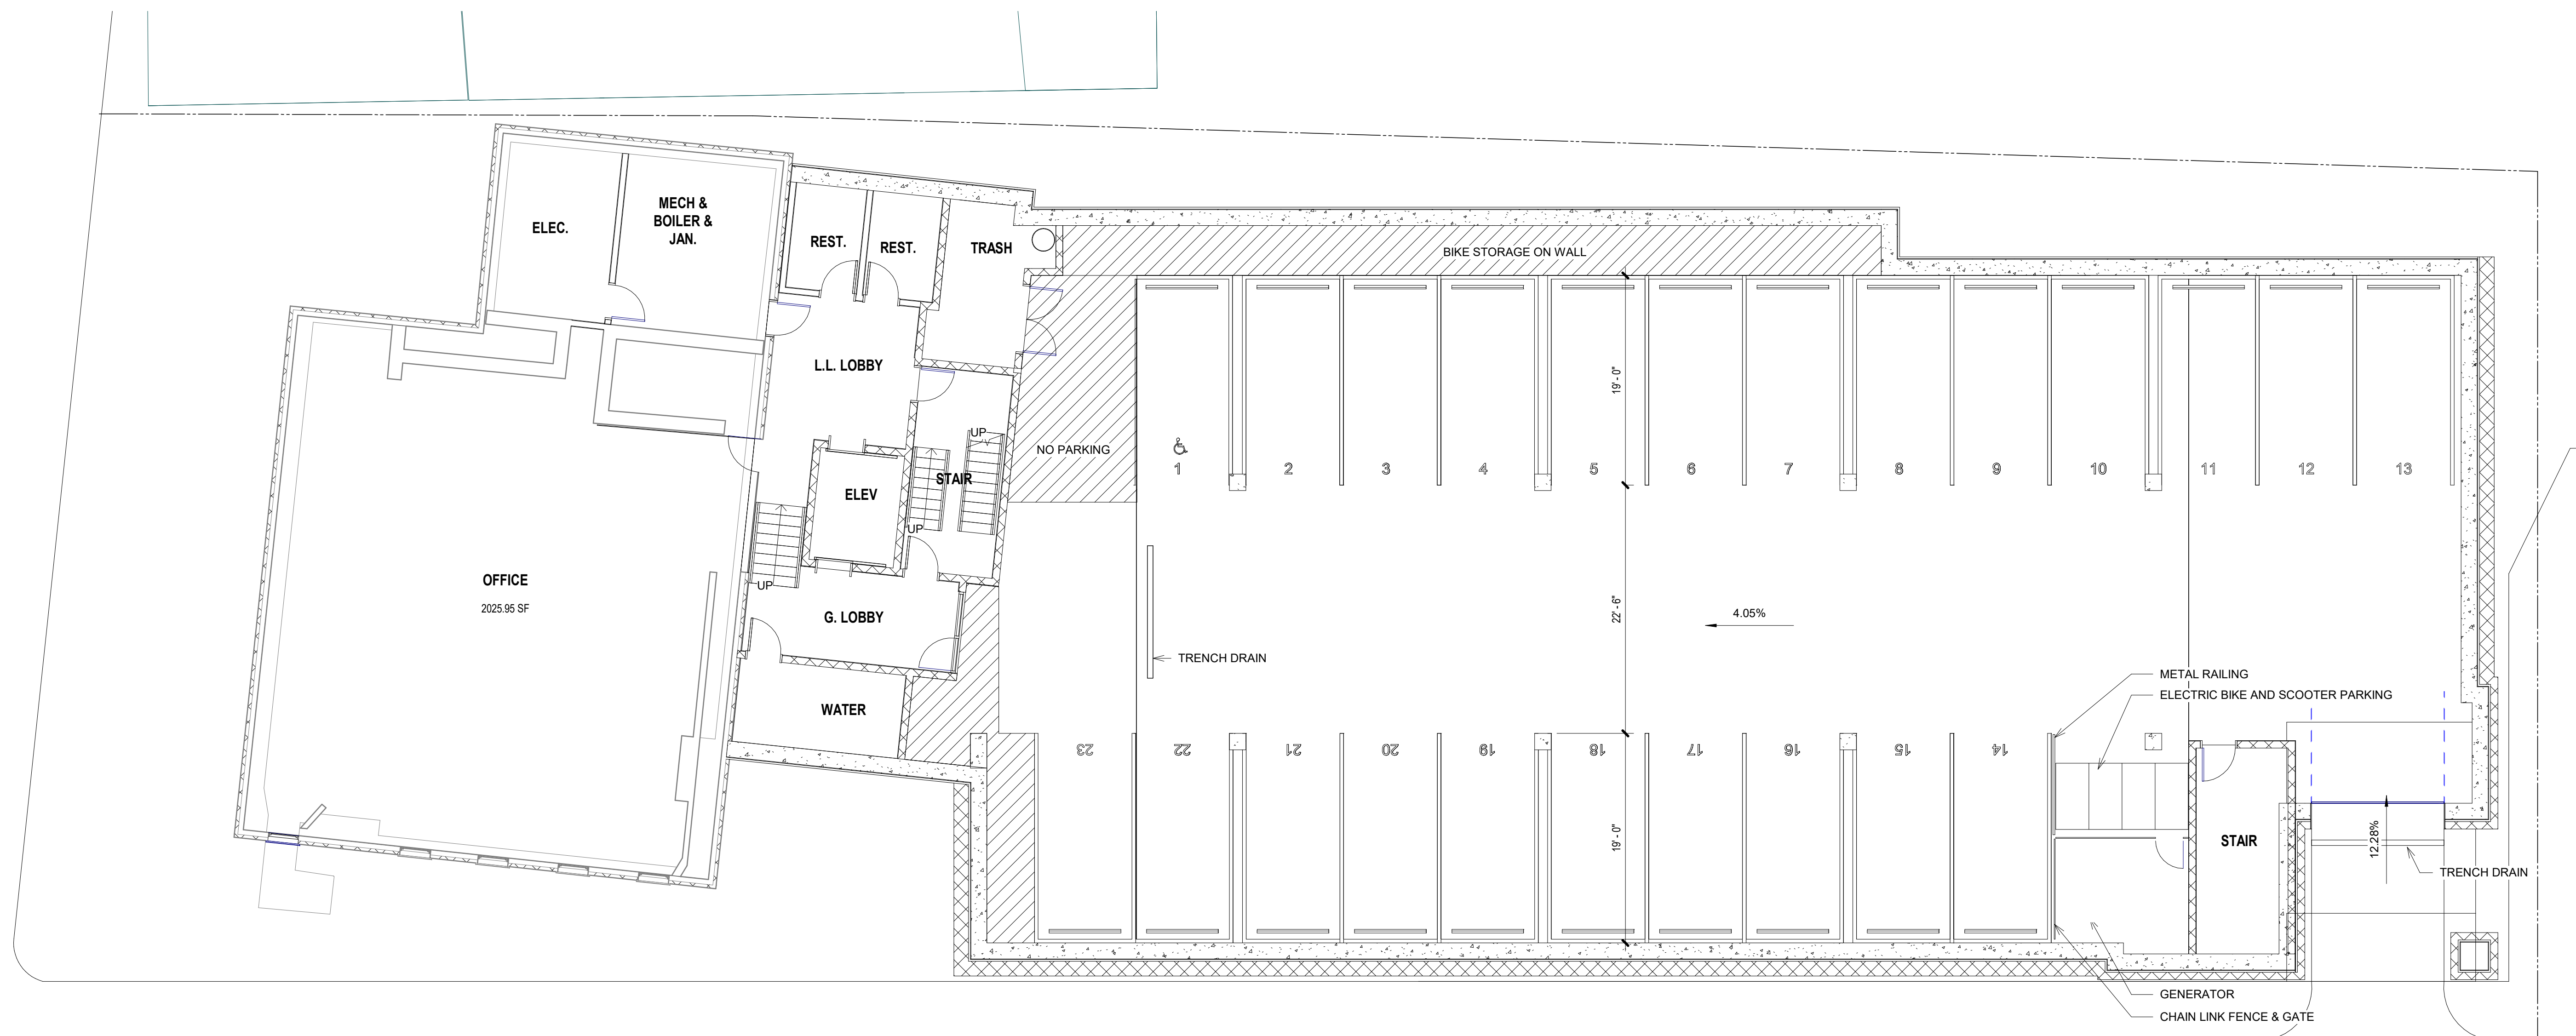 ELEC.
MECH &
BOILER &
JAN.
REST.
REST.
TRASH
BIKE STORAGE ON WALL
L.L. LOBBY
19' - 0"
UP
NO PARKING
1
2
3
4
5
6
7
8
9
10
11
12
13
STAIR
ELEV
UP
UP
OFFICE
2025.95 SF
G. LOBBY
22' - 6"
4.05%
TRENCH DRAIN
METAL RAILING
ELECTRIC BIKE AND SCOOTER PARKING
WATER
23
22
21
20
19
18
17
16
15
14
19' - 0"
STAIR
12.28%
TRENCH DRAIN
GENERATOR
CHAIN LINK FENCE & GATE